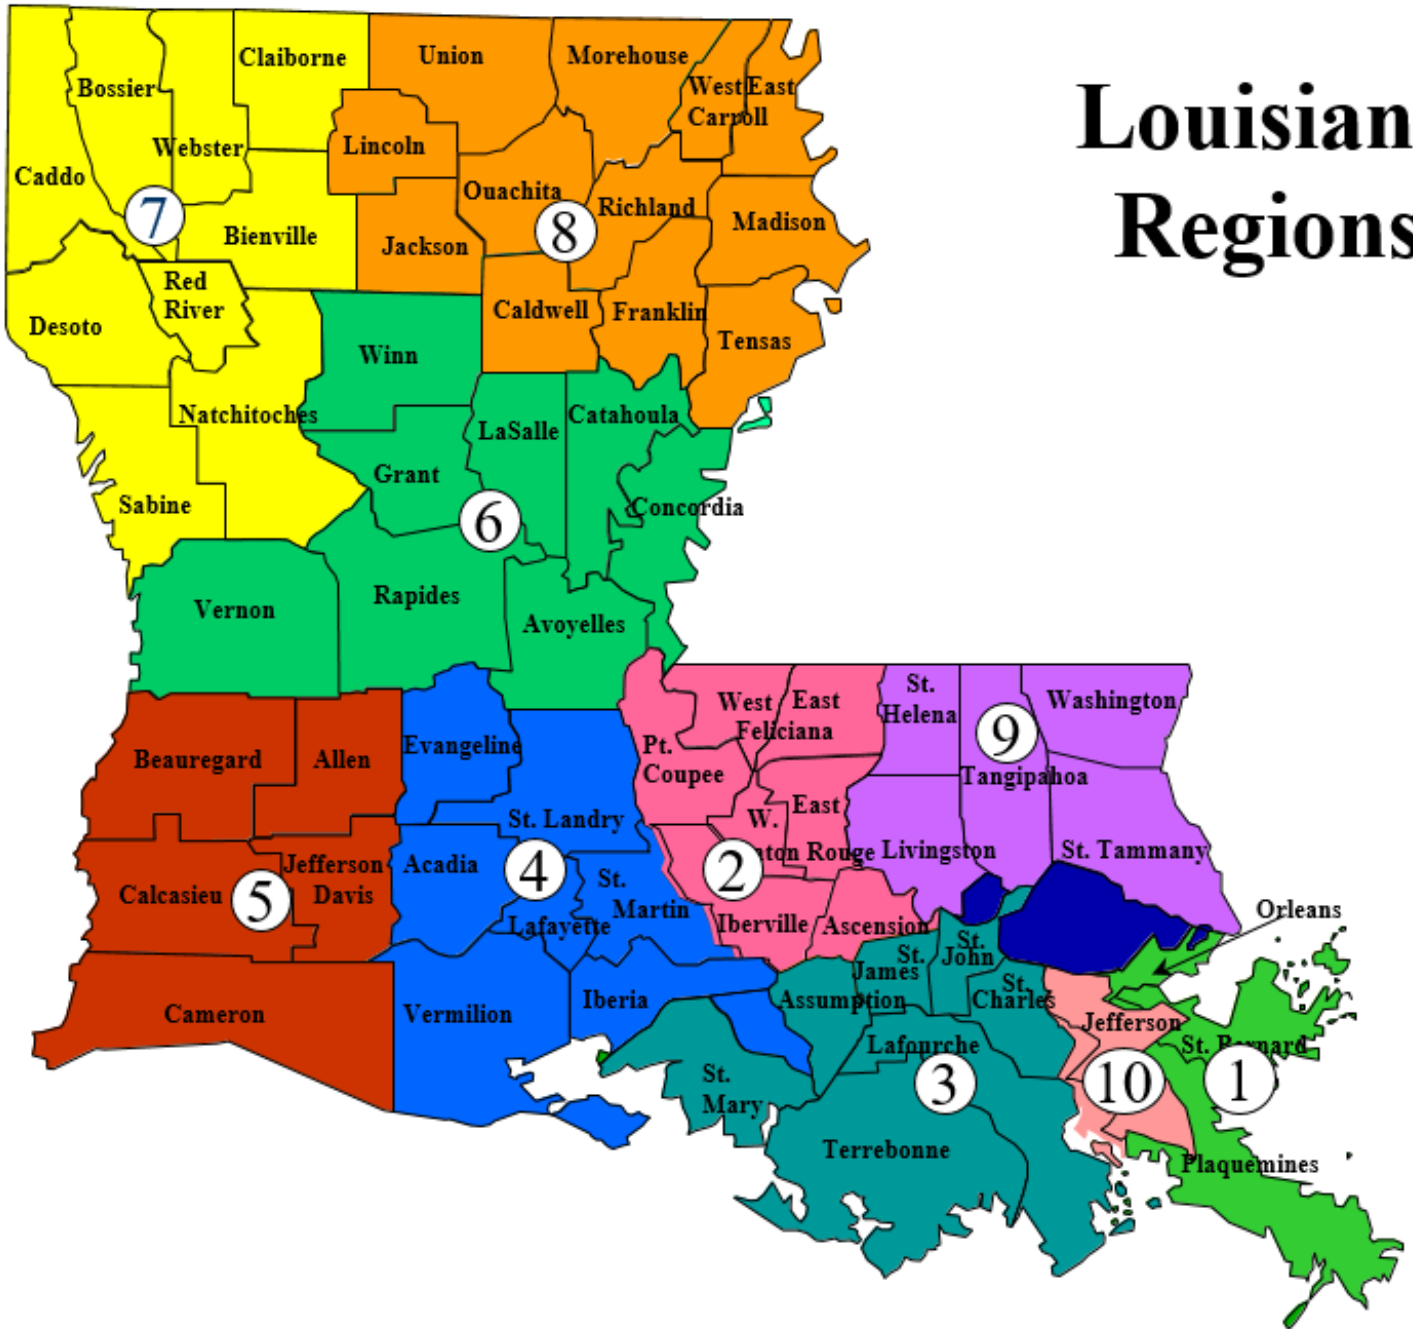 Louisian
Regions
Claiborne
Union
Morehouse
Bossier
West East
Carroll
Webster
Lincoln
Caddo
Ouachita
Richland
Madison
7
8
Bienville
Jackson
Red
River
Desoto
Caldwell
Franklin
Tensas
Winn
Natchitoches
LaSalle
Catahoula
Grant
Sabine
6
Concordia
Vernon
Rapides
Avoyelles
St.
Helena
Washington
West
Feliciana
East
9
Evangeline
Pt.
Coupee
Beauregard
Allen
Tangipahoa
East
W.
St. Landry
ton Rouge
Livingston
St. Tammany
Jefferson
Davis
Acadia
4
2
St.
Martin
Calcasieu
5
Lafayette
Iberville
Ascension
Orleans
St.
John
St.
James
Assumption
St.
Charles
Iberia
Cameron
Vermilion
Jefferson
Lafourche
St. Bernard
St.
Mary
3
10
1
Terrebonne
Plaquemines